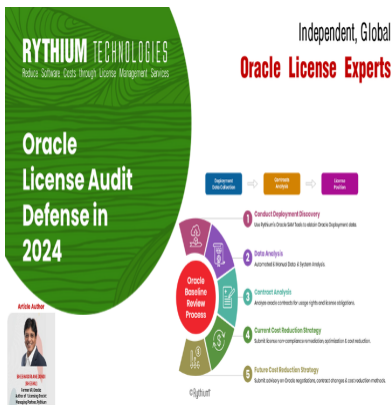 RYTHIUM TECHNOLOGIES
Reduce Software Costs through License Management Services
Independent, Global
Oracle License Experts
Oracle
License Audit
Defense in
2024
Deployment
Data Collection
Contracts
Analysis
License
Position
Oracle
Baseline
Review
Process
1
Conduct Deployment Discovery
Use Rythium's Oracle SAM Tools to obtain Oracle Deployment data.
2
Data Analysis
Automated & Manual Data & System Analysis.
3
Contract Analysis
Analyze oracle contracts for usage rights and license obligations.
4
Current Cost Reduction Strategy
Submit license non-compliance remediation, optimization & cost reduction.
5
Future Cost Reduction Strategy
Submit advisory on Oracle negotiations, contract changes & cost reduction methods.
©Rythium
Article Author